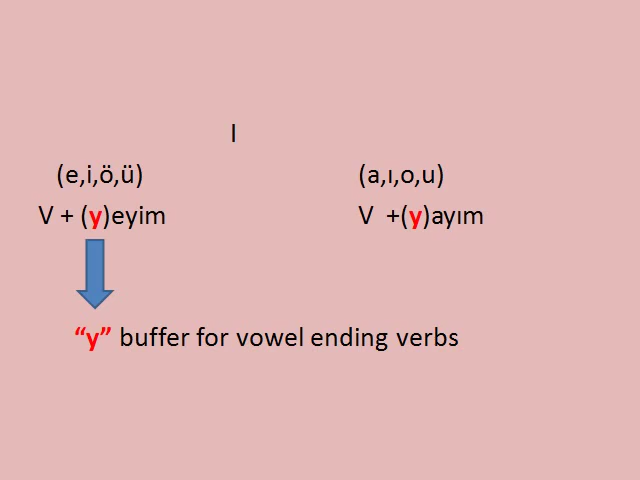 I
(e,i,ö,ü) (a,ı,o,u)
V + (y)eyim V +(y)ayım
“y” buffer for vowel ending verbs